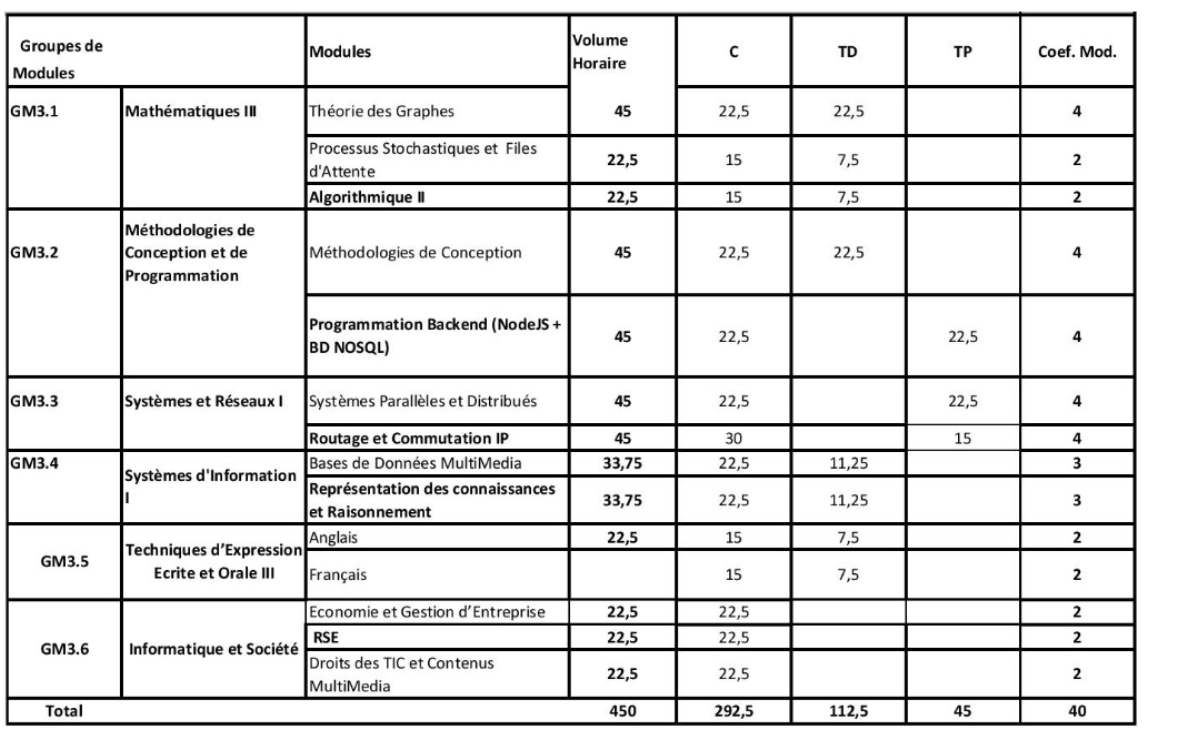 Groupes de Modules | Modules | Volume Horaire | C | TD | TP | Coef. Mod.
GM3.1 | Mathématiques III | Théorie des Graphes | 45 | 22,5 | 22,5 | 4
Processus Stochastiques et Files d'Attente | 22,5 | 15 | 7,5 | 2
Algorithmique II | 22,5 | 15 | 7,5 | 2
GM3.2 | Méthodologies de Conception et de Programmation | Méthodologies de Conception | 45 | 22,5 | 22,5 | 4
Programmation Backend (NodeJS + BD NOSQL) | 45 | 22,5 | 22,5 | 4
GM3.3 | Systèmes et Réseaux I | Systèmes Parallèles et Distribués | 45 | 22,5 | 22,5 | 4
Routage et Commutation IP | 45 | 30 | 15 | 4
GM3.4 | Systèmes d'Information I | Bases de Données MultiMedia | 33,75 | 22,5 | 11,25 | 3
Représentation des connaissances et Raisonnement | 33,75 | 22,5 | 11,25 | 3
GM3.5 | Techniques d’Expression Ecrite et Orale III | Anglais | 22,5 | 15 | 7,5 | 2
Français | 15 | 7,5 | 2
GM3.6 | Informatique et Société | Economie et Gestion d’Entreprise | 22,5 | 22,5 | 2
RSE | 22,5 | 22,5 | 2
Droits des TIC et Contenus MultiMedia | 22,5 | 22,5 | 2
Total | 450 | 292,5 | 112,5 | 45 | 40